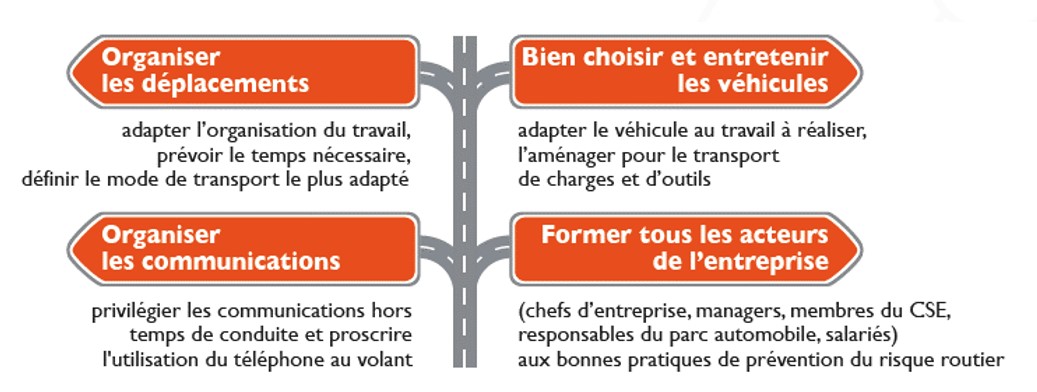 Organiser
les déplacements
adapter l’organisation du travail,
prévoir le temps nécessaire,
définir le mode de transport le plus adapté
Bien choisir et entretenir
les véhicules
adapter le véhicule au travail à réaliser,
l’aménager pour le transport
de charges et d’outils
Organiser
les communications
privilégier les communications hors
temps de conduite et proscrire
l'utilisation du téléphone au volant
Former tous les acteurs
de l’entreprise
(chefs d’entreprise, managers, membres du CSE,
responsables du parc automobile, salariés)
aux bonnes pratiques de prévention du risque routier